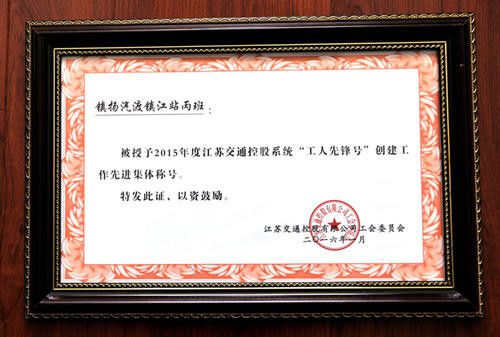 镇扬汽渡镇江站丙班：
被授予2015年度江苏交通控股系统“工人先锋号”创建工
作先进集体称号。
特发此证，以资鼓励。
江苏交通控股有限公司工会委员会
二〇一六年一月